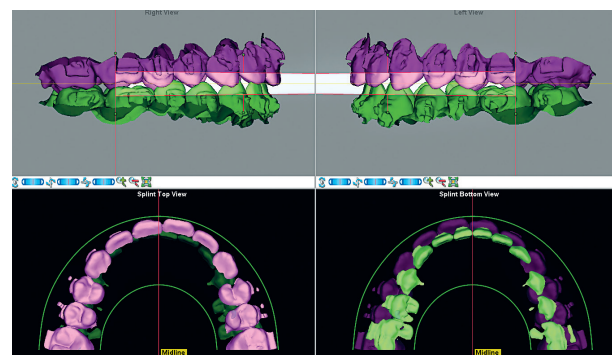 Right View
Left View
Splint Top View
Splint Bottom View
Midline
Midline